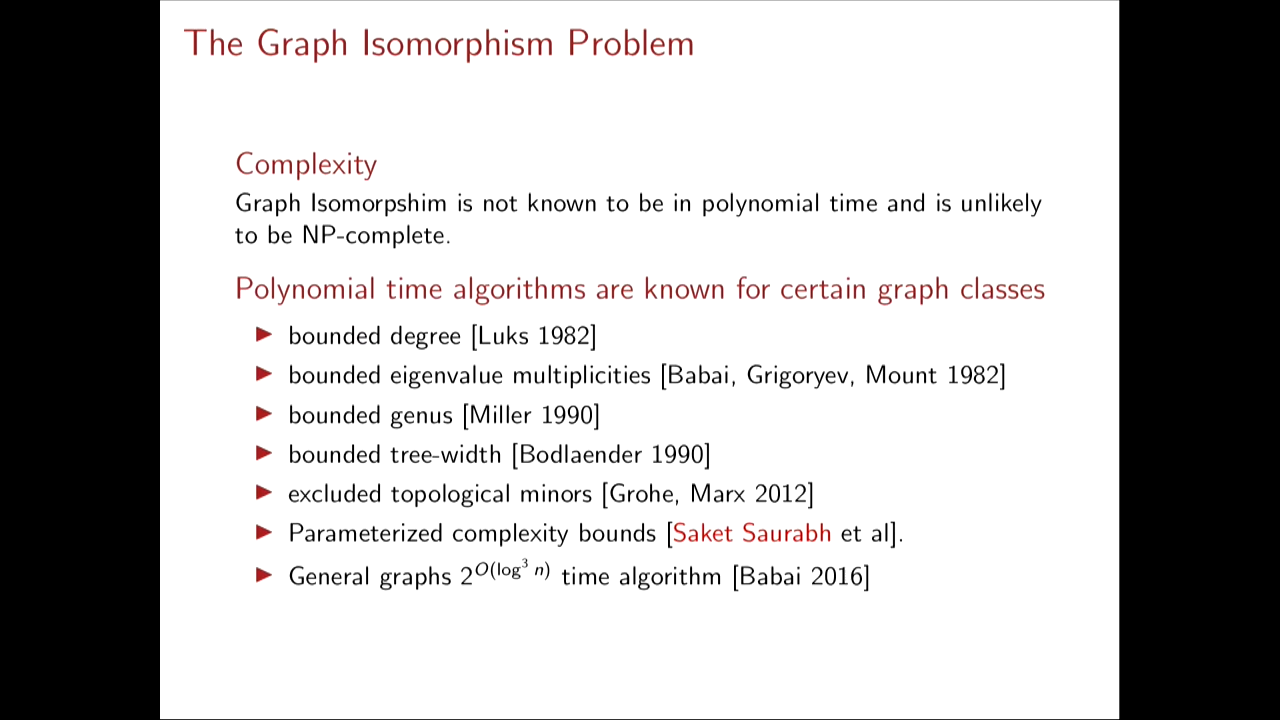 The Graph Isomorphism Problem
Complexity
Graph Isomorpshim is not known to be in polynomial time and is unlikely
to be NP-complete.
Polynomial time algorithms are known for certain graph classes
▶ bounded degree [Luks 1982]
▶ bounded eigenvalue multiplicities [Babai, Grigoryev, Mount 1982]
▶ bounded genus [Miller 1990]
▶ bounded tree-width [Bodlaender 1990]
▶ excluded topological minors [Grohe, Marx 2012]
▶ Parameterized complexity bounds [Saket Saurabh et al].
▶ General graphs 2^{O(log^3 n)} time algorithm [Babai 2016]